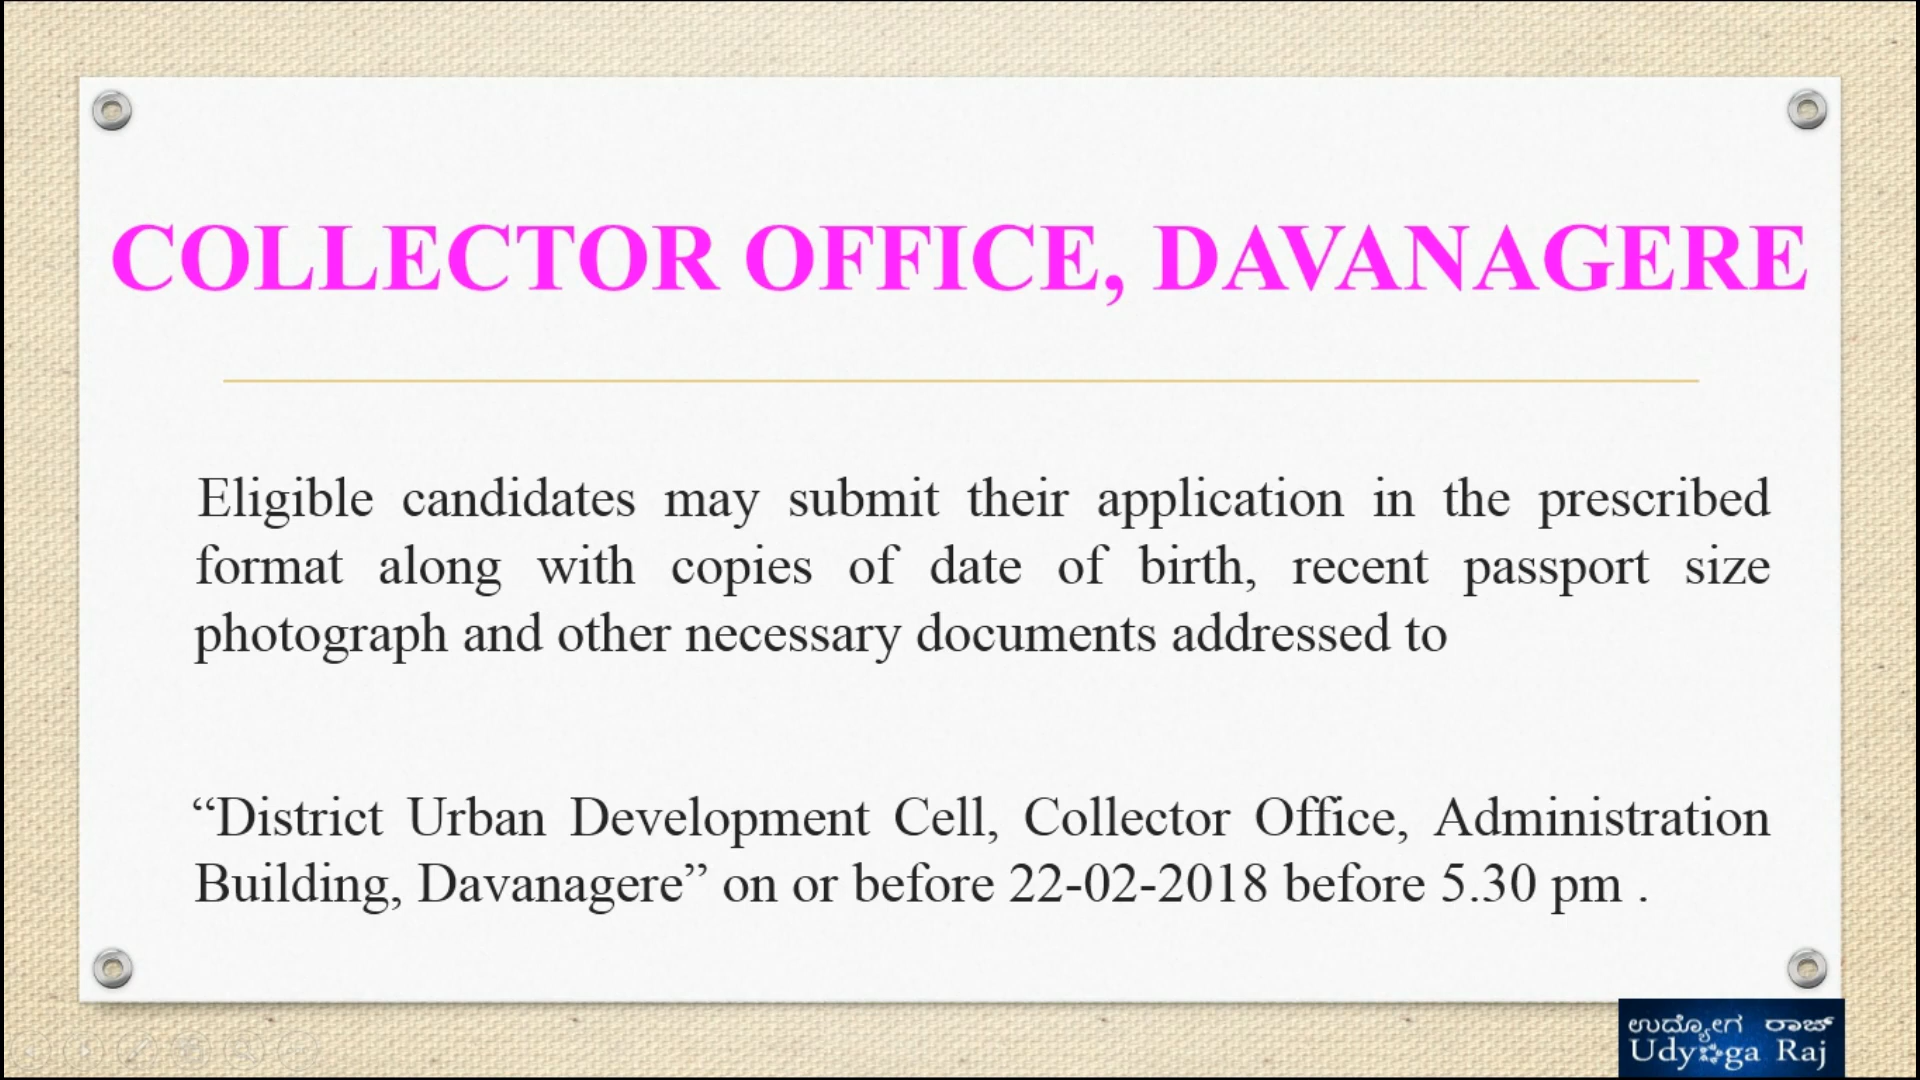 COLLECTOR OFFICE, DAVANAGERE
Eligible candidates may submit their application in the prescribed
format along with copies of date of birth, recent passport size
photograph and other necessary documents addressed to
“District Urban Development Cell, Collector Office, Administration
Building, Davanagere” on or before 22-02-2018 before 5.30 pm .
ಉದ್ಯೋಗ ರಾಜ್
Udyoga Raj